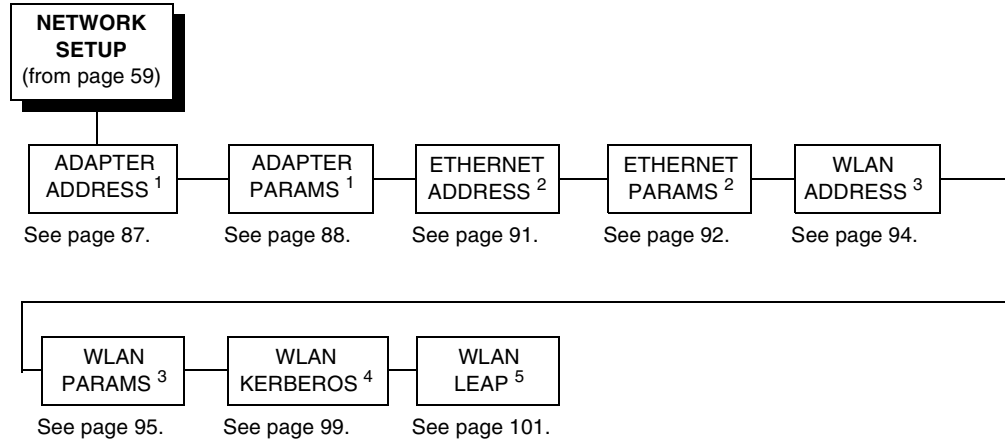 NETWORK
SETUP
(from page 59)
ADAPTER
ADDRESS 1
ADAPTER
PARAMS 1
ETHERNET
ADDRESS 2
ETHERNET
PARAMS 2
WLAN
ADDRESS 3
See page 87.
See page 88.
See page 91.
See page 92.
See page 94.
WLAN
PARAMS 3
WLAN
KERBEROS 4
WLAN
LEAP 5
See page 95.
See page 99.
See page 101.